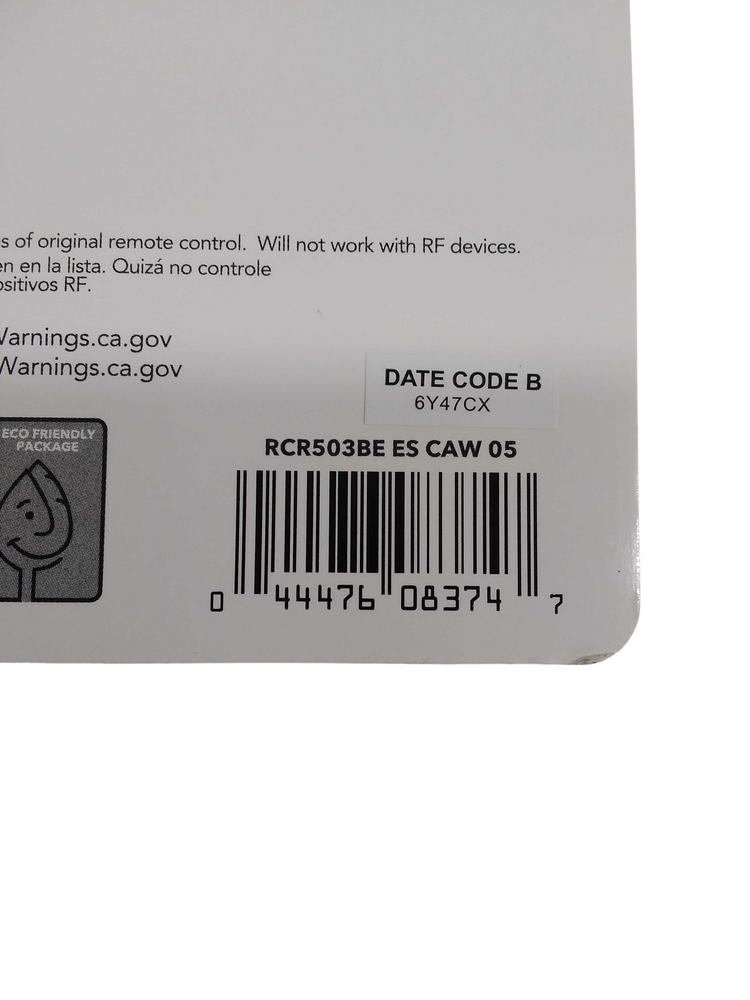 s of original remote control. Will not work with RF devices.
en en la lista. Quizá no controle
ositivos RF.
Warnings.ca.gov
Warnings.ca.gov
DATE CODE B
6Y47CX
ECO FRIENDLY
PACKAGE
RCR503BE ES CAW 05
0 44476 08374 7